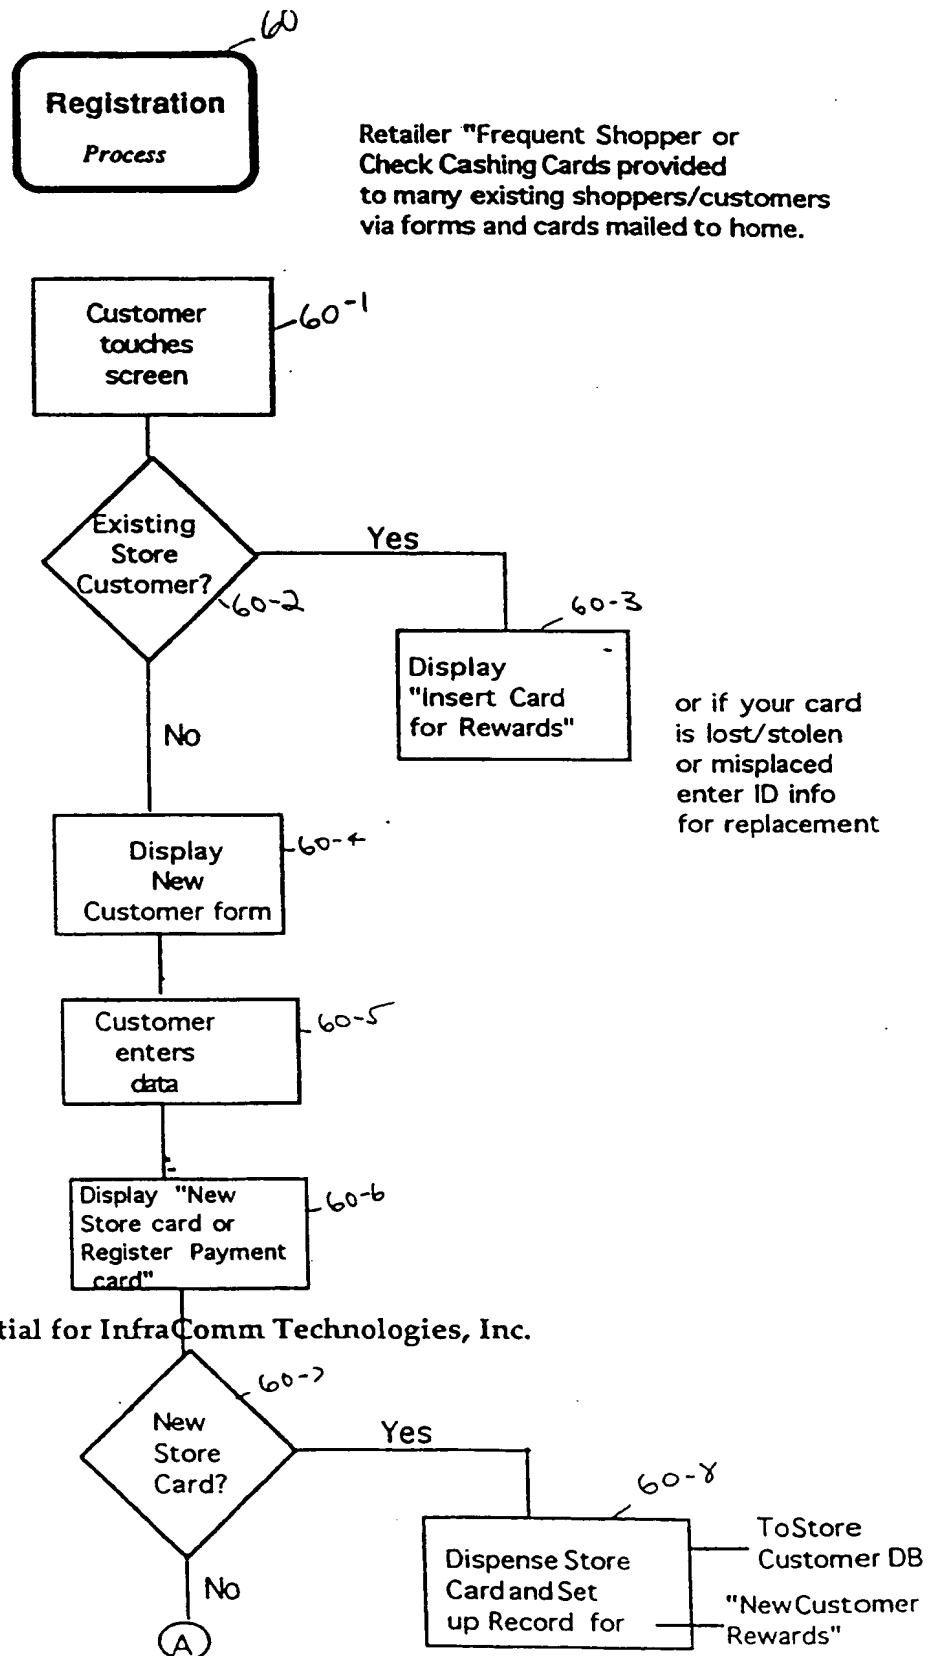 60
Registration
Process
Retailer "Frequent Shopper or
Check Cashing Cards provided
to many existing shoppers/customers
via forms and cards mailed to home.
Customer
touches
screen
60-1
Existing
Store
Customer?
60-2
Yes
60-3
Display
"Insert Card
for Rewards"
or if your card
is lost/stolen
or misplaced
enter ID info
for replacement
No
Display
New
Customer form
60-4
Customer
enters
data
60-5
Display "New
Store card or
Register Payment
card"
60-6
tial for InfraComm Technologies, Inc.
60-7
New
Store
Card?
Yes
60-8
Dispense Store
Card and Set
up Record for
To Store
Customer DB
"New Customer
Rewards"
No
A